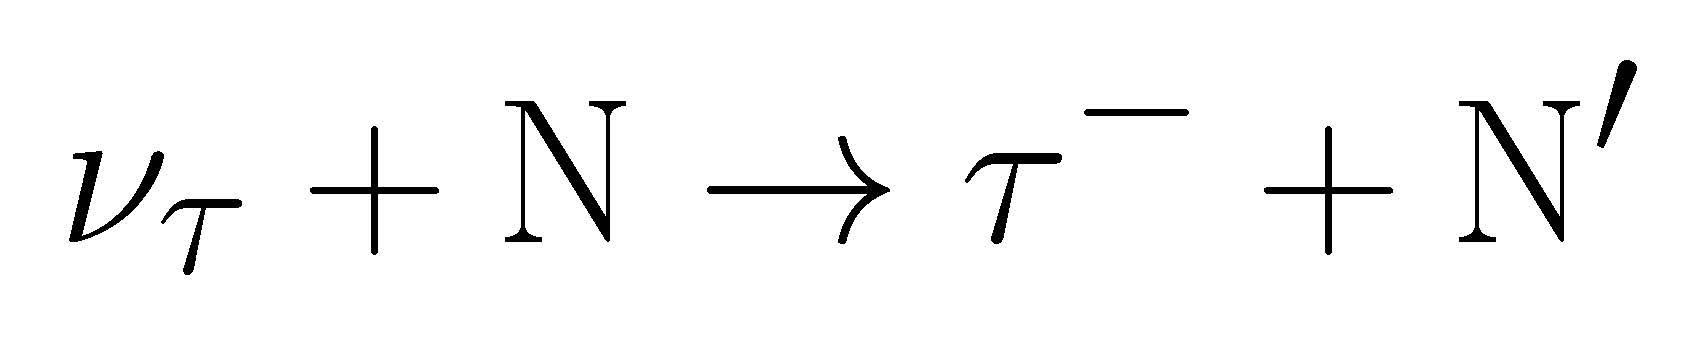 ν_τ + N → τ⁻ + N′